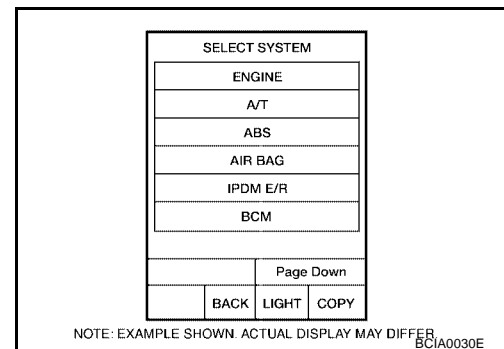 SELECT SYSTEM
ENGINE
A/T
ABS
AIR BAG
IPDM E/R
BCM
Page Down
BACK LIGHT COPY
NOTE: EXAMPLE SHOWN. ACTUAL DISPLAY MAY DIFFER.
BCIA0030E